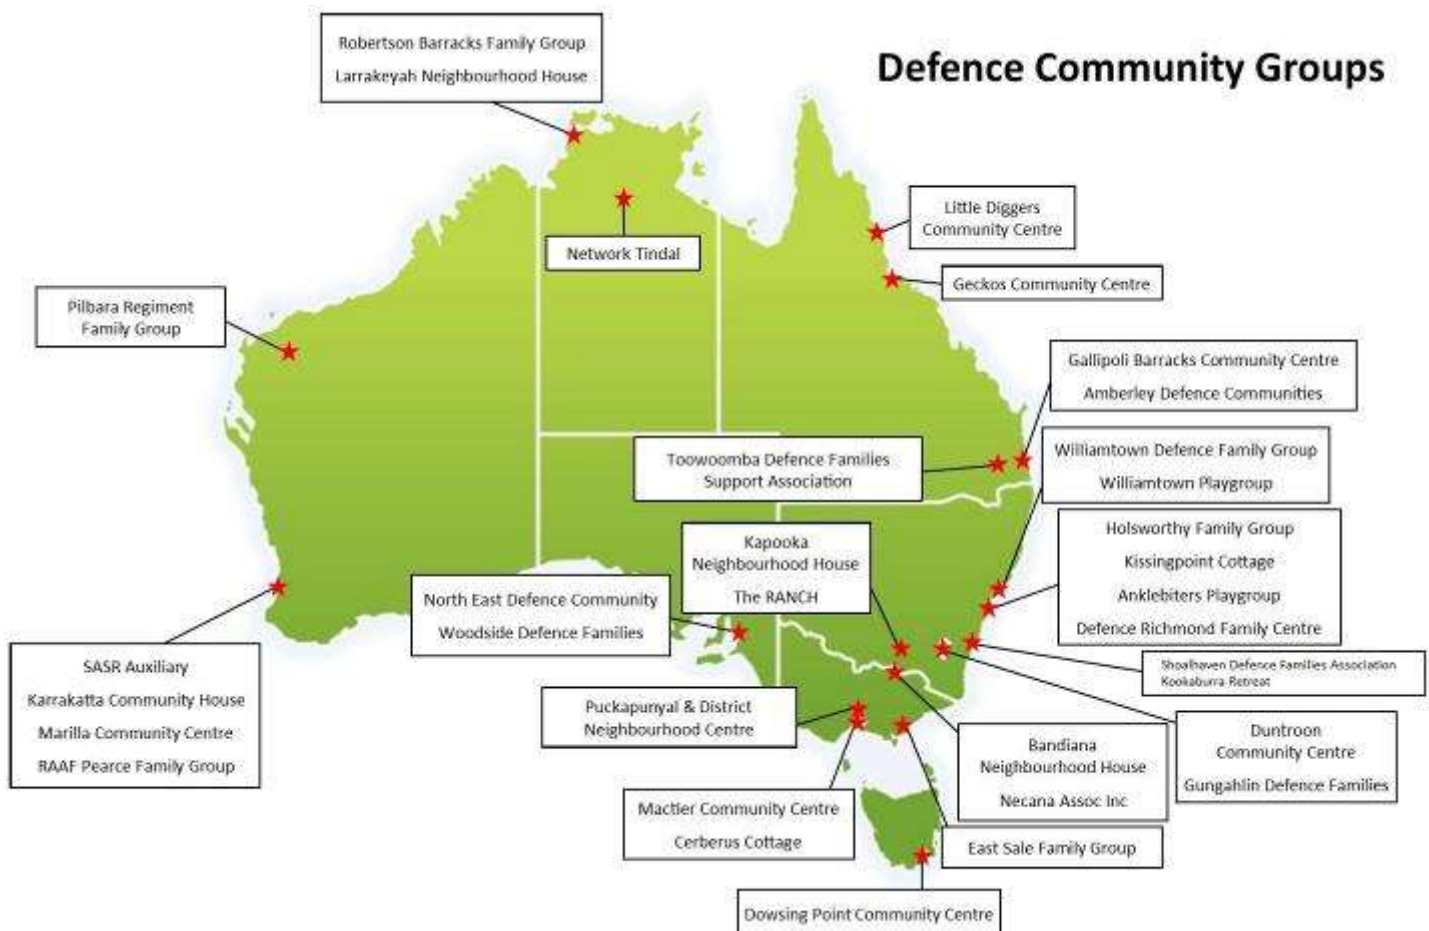 Defence Community Groups
Robertson Barracks Family Group
Larrakeyah Neighbourhood House
Little Diggers
Community Centre
Network Tindal
Geckos Community Centre
Pilbara Regiment
Family Group
Gallipoli Barracks Community Centre
Amberley Defence Communities
Toowoomba Defence Families
Support Association
Williamtown Defence Family Group
Williamtown Playgroup
Kapooka
Neighbourhood House
The RANCH
Holsworthy Family Group
Kissingpoint Cottage
Anklebiters Playgroup
Defence Richmond Family Centre
North East Defence Community
Woodside Defence Families
SASR Auxiliary
Karrakatta Community House
Marilla Community Centre
RAAF Pearce Family Group
Shoalhaven Defence Families Association
Kookaburra Retreat
Puckapunyal & District
Neighbourhood Centre
Duntroon
Community Centre
Gungahlin Defence Families
Bandiana
Neighbourhood House
Necana Assoc Inc
Mactier Community Centre
Cerberus Cottage
East Sale Family Group
Dowsing Point Community Centre